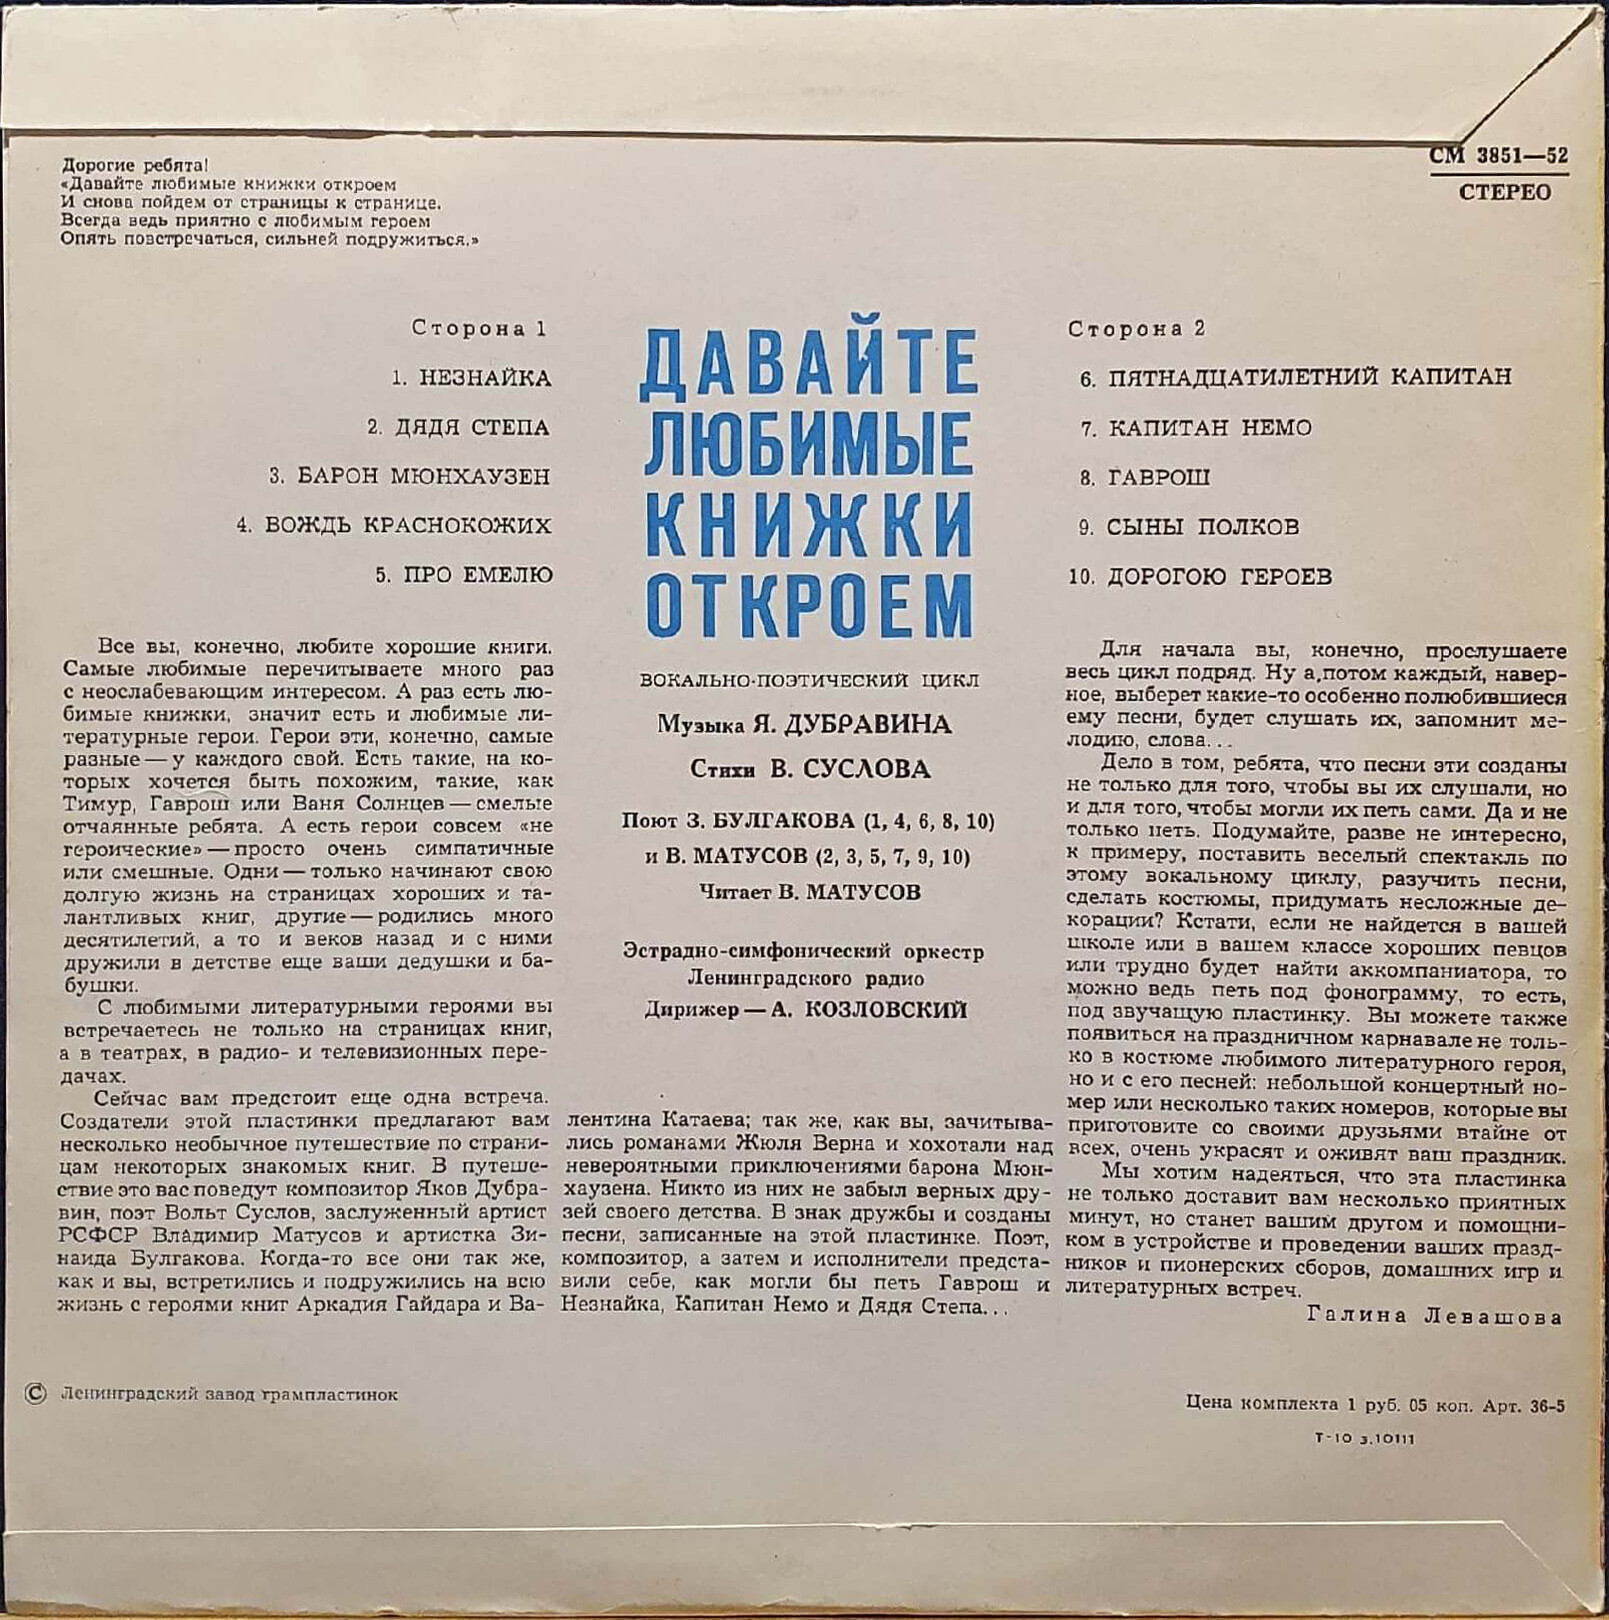 Дорогие ребята!
«Давайте любимые книжки откроем
И снова пойдем от страницы к странице.
Всегда ведь приятно с любимым героем
Опять повстречаться, сильней подружиться.»
СМ 3851—52
СТЕРЕО
Сторона 1
1. НЕЗНАЙКА
2. ДЯДЯ СТЕПА
3. БАРОН МЮНХАУЗЕН
4. ВОЖДЬ КРАСНОКОЖИХ
5. ПРО ЕМЕЛЮ
ДАВАЙТЕ
ЛЮБИМЫЕ
КНИЖКИ
ОТКРОЕМ
Сторона 2
6. ПЯТНАДЦАТИЛЕТНИЙ КАПИТАН
7. КАПИТАН НЕМО
8. ГАВРОШ
9. СЫНЫ ПОЛКОВ
10. ДОРОГОЮ ГЕРОЕВ
ВОКАЛЬНО-ПОЭТИЧЕСКИЙ ЦИКЛ
Музыка Я. ДУБРАВИНА
Стихи В. СУСЛОВА
Поют З. БУЛГАКОВА (1, 4, 6, 8, 10)
и В. МАТУСОВ (2, 3, 5, 7, 9, 10)
Читает В. МАТУСОВ
Эстрадно-симфонический оркестр
Ленинградского радио
Дирижер — А. КОЗЛОВСКИЙ
Все вы, конечно, любите хорошие книги.
Самые любимые перечитываете много раз
с неослабевающим интересом. А раз есть лю-
бимые книжки, значит есть и любимые ли-
тературные герои. Герои эти, конечно, самые
разные — у каждого свой. Есть такие, на ко-
торых хочется быть похожим, такие, как
Тимур, Гаврош или Ваня Солнцев — смелые
отчаянные ребята. А есть герои совсем «не
героические» — просто очень симпатичные
или смешные. Одни — только начинают свою
долгую жизнь на страницах хороших и та-
лантливых книг, другие — родились много
десятилетий, а то и веков назад и с ними
дружили в детстве еще ваши дедушки и ба-
бушки.
С любимыми литературными героями вы
встречаетесь не только на страницах книг,
а в театрах, в радио- и телевизионных пере-
дачах.
Сейчас вам предстоит еще одна встреча.
Создатели этой пластинки предлагают вам
несколько необычное путешествие по страни-
цам некоторых знакомых книг. В путеше-
ствие это вас поведут композитор Яков Дубра-
вин, поэт Вольт Суслов, заслуженный артист
РСФСР Владимир Матусов и артистка Зи-
наида Булгакова. Когда-то все они так же,
как и вы, встретились и подружились на всю
жизнь с героями книг Аркадия Гайдара и Ва-
лентина Катаева; так же, как вы, зачитыва-
лись романами Жюля Верна и хохотали над
невероятными приключениями барона Мюн-
хаузена. Никто из них не забыл верных дру-
зей своего детства. В знак дружбы и созданы
песни, записанные на этой пластинке. Поэт,
композитор, а затем и исполнители предста-
вили себе, как могли бы петь Гаврош и
Незнайка, Капитан Немо и Дядя Степа...
Для начала вы, конечно, прослушаете
весь цикл подряд. Ну а,потом каждый, навер-
ное, выберет какие-то особенно полюбившиеся
ему песни, будет слушать их, запомнит ме-
лодию, слова...
Дело в том, ребята, что песни эти созданы
не только для того, чтобы вы их слушали, но
и для того, чтобы могли их петь сами. Да и не
только петь. Подумайте, разве не интересно,
к примеру, поставить веселый спектакль по
этому вокальному циклу, разучить песни,
сделать костюмы, придумать несложные де-
корации? Кстати, если не найдется в вашей
школе или в вашем классе хороших певцов
или трудно будет найти аккомпаниатора, то
можно ведь петь под фонограмму, то есть,
под звучащую пластинку. Вы можете также
появиться на праздничном карнавале не толь-
ко в костюме любимого литературного героя,
но и с его песней: небольшой концертный но-
мер или несколько таких номеров, которые вы
приготовите со своими друзьями втайне от
всех, очень украсят и оживят ваш праздник.
Мы хотим надеяться, что эта пластинка
не только доставит вам несколько приятных
минут, но станет вашим другом и помощни-
ком в устройстве и проведении ваших празд-
ников и пионерских сборов, домашних игр и
литературных встреч.
Галина Левашова
© Ленинградский завод грампластинок
Цена комплекта 1 руб. 05 коп. Арт. 36-5
Т-10 з.10111